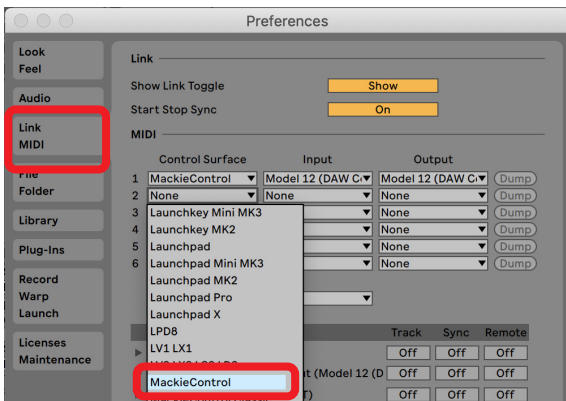 Preferences
Look
Feel
Audio
Link
MIDI
File
Folder
Library
Plug-Ins
Record
Warp
Launch
Licenses
Maintenance
Link
Show Link Toggle Show
Start Stop Sync On
MIDI
Control Surface Input Output
1 MackieControl Model 12 (DAW Model 12 (DAW Dump
2 None None None Dump
3 None None Dump
4 None None Dump
5 None None Dump
6 None None Dump
Launchkey Mini MK3
Launchkey MK2
Launchpad
Launchpad Mini MK3
Launchpad MK2
Launchpad Pro
Launchpad X
LPD8
LV1 LX1
MackieControl
Track Sync Remote
Off Off Off
(Model 12 (D Off Off Off
Off Off Off